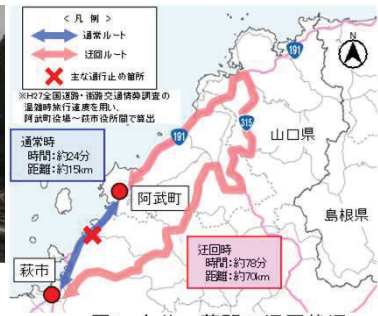 ＜ 凡 例 ＞
通常ルート
迂回ルート
主な通行止の箇所
※H27全国道路・街路交通情勢調査の
混雑時旅行速度を用い、
阿武町役場～萩市役所間で算出
191
315
山口県
191
通常時
時間：約24分
距離：約15km
阿武町
島根県
迂回時
時間：約78分
距離：約70km
萩市